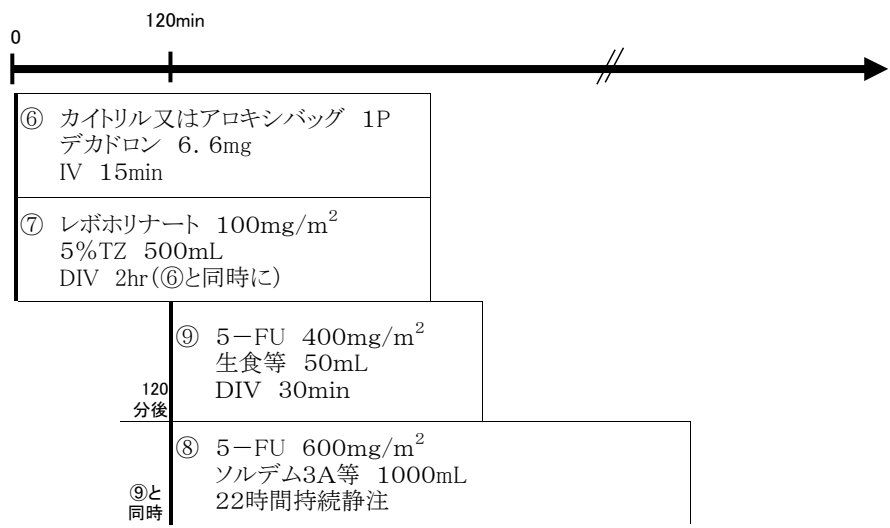 120min
0
⑥ カイトリル又はアロキシバッグ 1P
デカドロン 6.6mg
IV 15min
⑦ レボホリナート 100mg/m²
5%TZ 500mL
DIV 2hr(⑥と同時に)
⑨ 5-FU 400mg/m²
生食等 50mL
DIV 30min
120
分後
⑧ 5-FU 600mg/m²
ソルデム3A等 1000mL
22時間持続静注
⑨と
同時